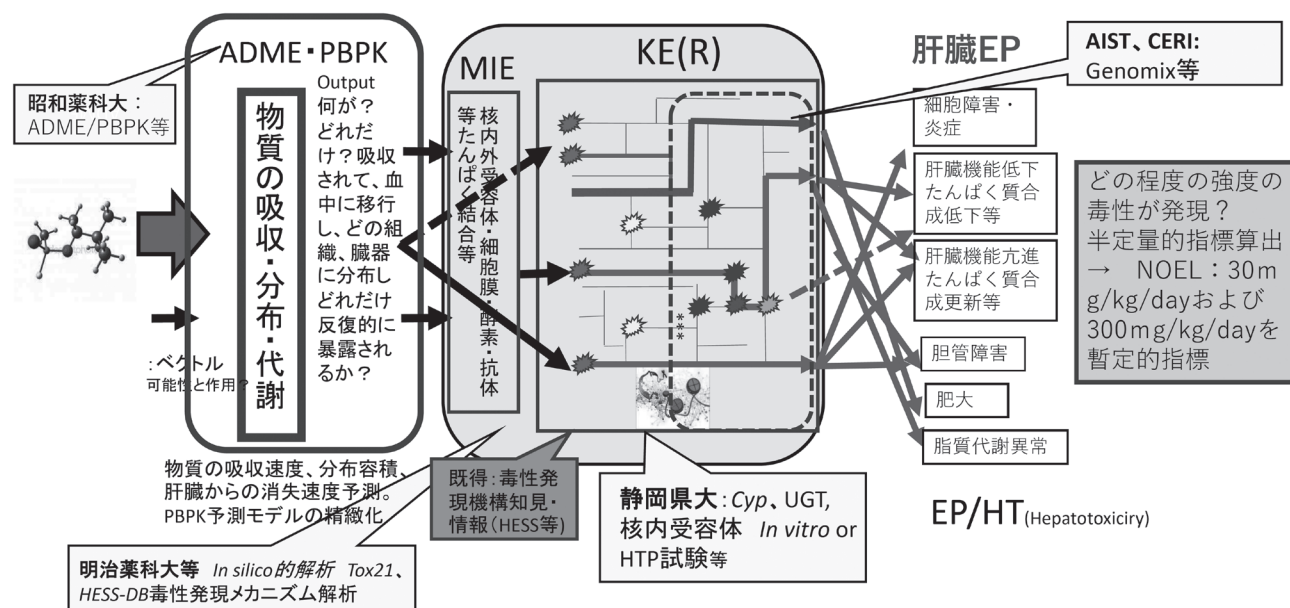 ADME・PBPK
昭和薬科大：
ADME/PBPK等
物質の吸収・分布・代謝
Output
何が？
どれだ
け？吸収
されて、血
中に移行
し、どの組
織、臓器
に分布し
どれだけ
反復的に
暴露され
るか？
：ベクトル
可能性と作用？
物質の吸収速度、分布容積、
肝臓からの消失速度予測。
PBPK予測モデルの精緻化
MIE
核内外受容体・細胞膜・酵素・抗体
等たんぱく結合等
KE(R)
***
既得：毒性発
現機構知見・
情報（HESS等）
明治薬科大等 In silico的解析 Tox21、
HESS-DB毒性発現メカニズム解析
静岡県大：Cyp、UGT,
核内受容体 In vitro or
HTP試験等
肝臓EP
AIST、CERI:
Genomix等
細胞障害・
炎症
肝臓機能低下
たんぱく質合
成低下等
肝臓機能亢進
たんぱく質合
成更新等
胆管障害
肥大
脂質代謝異常
EP/HT(Hepatotoxiciry)
どの程度の強度の
毒性が発現？
半定量的指標算出
→ NOEL：30m
g/kg/dayおよび
300mg/kg/dayを
暫定的指標